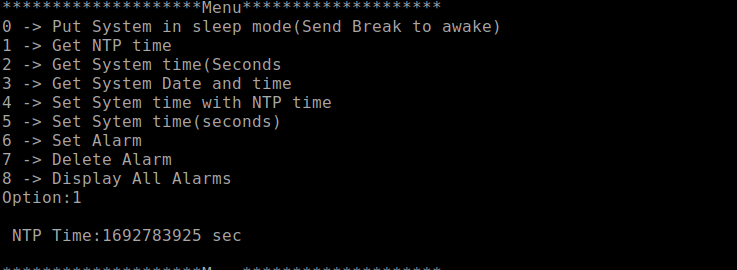 ********************Menu********************
0 -> Put System in sleep mode(Send Break to awake)
1 -> Get NTP time
2 -> Get System time(Seconds
3 -> Get System Date and time
4 -> Set Sytem time with NTP time
5 -> Set Sytem time(seconds)
6 -> Set Alarm
7 -> Delete Alarm
8 -> Display All Alarms
Option:1
NTP Time:1692783925 sec